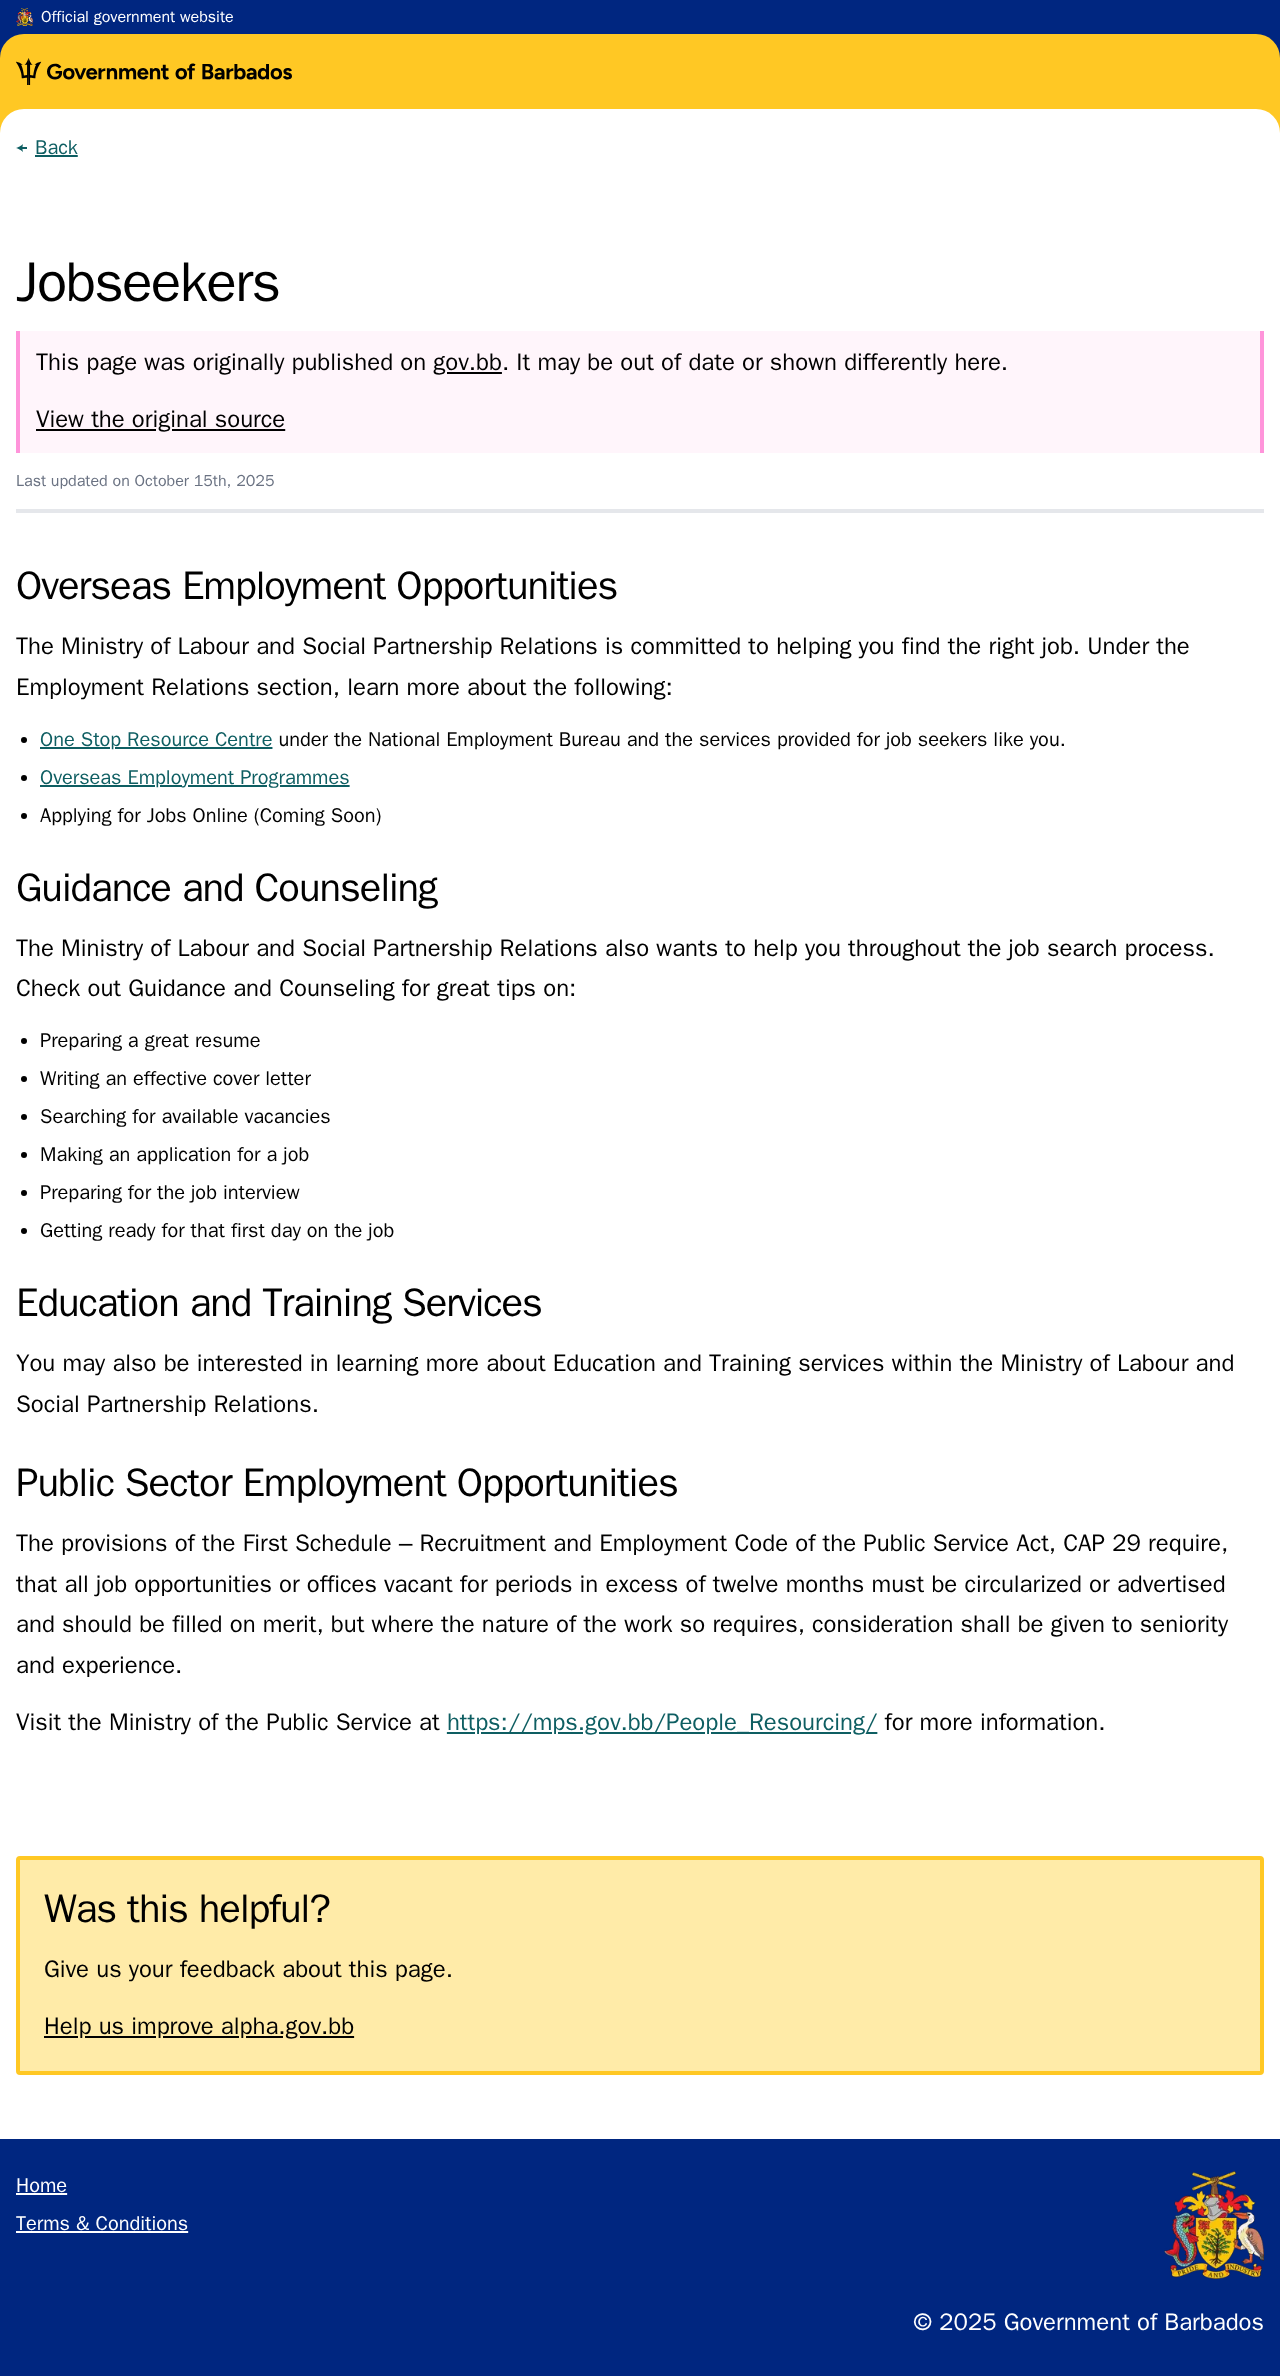 Official government website
Government of Barbados
Back
Jobseekers
This page was originally published on gov.bb. It may be out of date or shown differently here.
View the original source
Last updated on October 15th, 2025
Overseas Employment Opportunities
The Ministry of Labour and Social Partnership Relations is committed to helping you find the right job. Under the
Employment Relations section, learn more about the following:
• One Stop Resource Centre under the National Employment Bureau and the services provided for job seekers like you.
• Overseas Employment Programmes
• Applying for Jobs Online (Coming Soon)
Guidance and Counseling
The Ministry of Labour and Social Partnership Relations also wants to help you throughout the job search process.
Check out Guidance and Counseling for great tips on:
• Preparing a great resume
• Writing an effective cover letter
• Searching for available vacancies
• Making an application for a job
• Preparing for the job interview
• Getting ready for that first day on the job
Education and Training Services
You may also be interested in learning more about Education and Training services within the Ministry of Labour and
Social Partnership Relations.
Public Sector Employment Opportunities
The provisions of the First Schedule – Recruitment and Employment Code of the Public Service Act, CAP 29 require,
that all job opportunities or offices vacant for periods in excess of twelve months must be circularized or advertised
and should be filled on merit, but where the nature of the work so requires, consideration shall be given to seniority
and experience.
Visit the Ministry of the Public Service at https://mps.gov.bb/People_Resourcing/ for more information.
Was this helpful?
Give us your feedback about this page.
Help us improve alpha.gov.bb
Home
Terms & Conditions
PRIDE AND INDUSTRY
© 2025 Government of Barbados